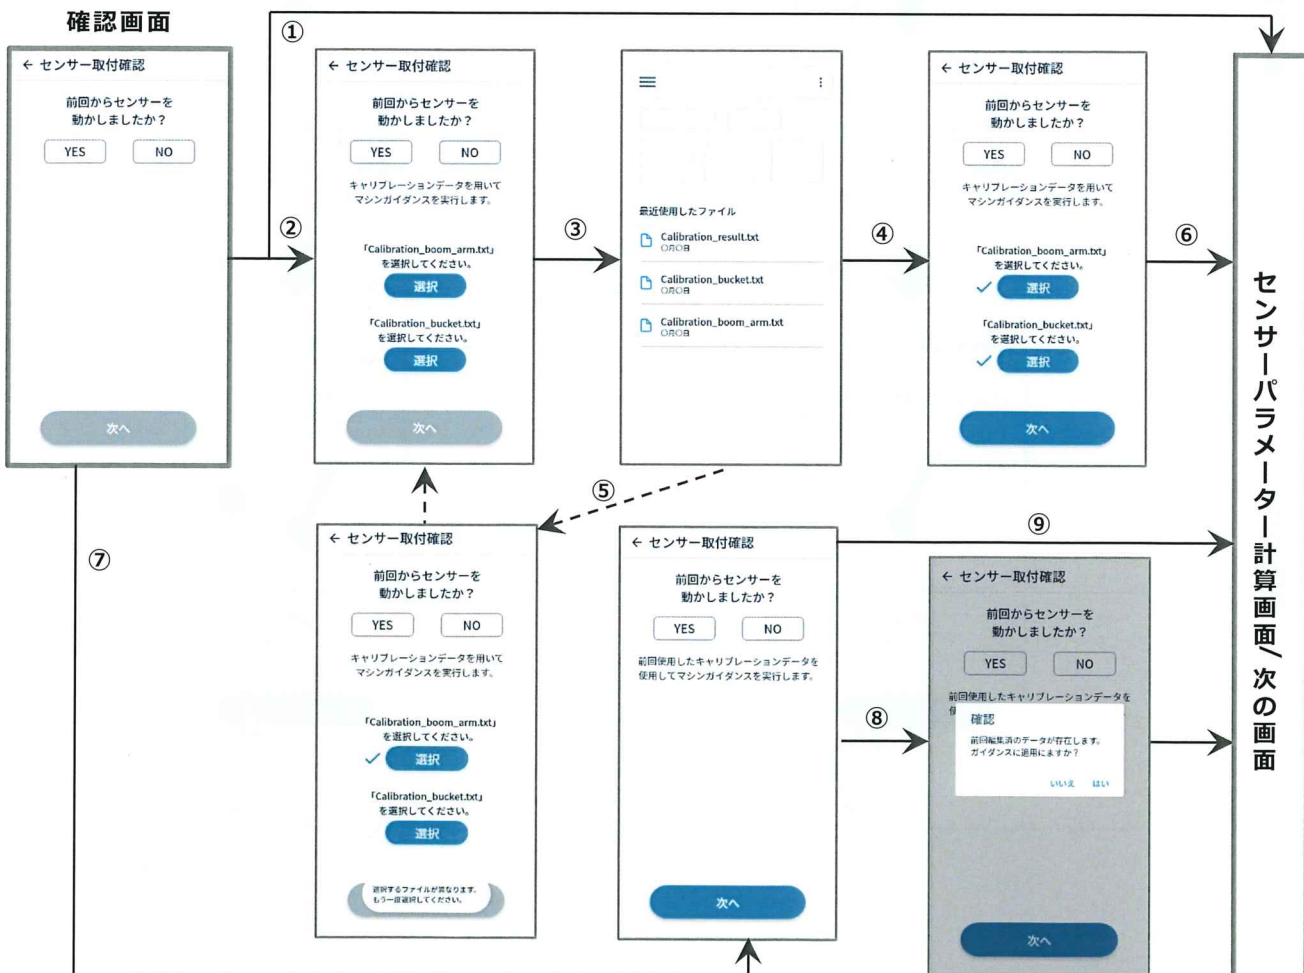 確認画面
①
← センサー取付確認
前回からセンサーを
動かしましたか？
YES NO
次へ
②
← センサー取付確認
前回からセンサーを
動かしましたか？
YES NO
キャリブレーションデータを用いて
マシンガイダンスを実行します。
「Calibration_boom_arm.txt」
を選択してください。
選択
「Calibration_bucket.txt」
を選択してください。
選択
次へ
③
最近使用したファイル
Calibration_result.txt
〇月〇日
Calibration_bucket.txt
〇月〇日
Calibration_boom_arm.txt
〇月〇日
④
← センサー取付確認
前回からセンサーを
動かしましたか？
YES NO
キャリブレーションデータを用いて
マシンガイダンスを実行します。
「Calibration_boom_arm.txt」
を選択してください。
✓ 選択
「Calibration_bucket.txt」
を選択してください。
✓ 選択
次へ
⑥
センサーパラメーター計算画面/次の画面
⑤
← センサー取付確認
前回からセンサーを
動かしましたか？
YES NO
キャリブレーションデータを用いて
マシンガイダンスを実行します。
「Calibration_boom_arm.txt」
を選択してください。
✓ 選択
「Calibration_bucket.txt」
を選択してください。
選択
選択するファイルが異なります。
もう一度選択してください。
⑦
← センサー取付確認
前回からセンサーを
動かしましたか？
YES NO
前回使用したキャリブレーションデータを
使用してマシンガイダンスを実行します。
次へ
⑨
⑧
← センサー取付確認
前回からセンサーを
動かしましたか？
YES NO
前回使用したキャリブレーションデータを
確認
前回編集済のデータが存在します。
ガイダンスに適用にますか？
いいえ はい
次へ